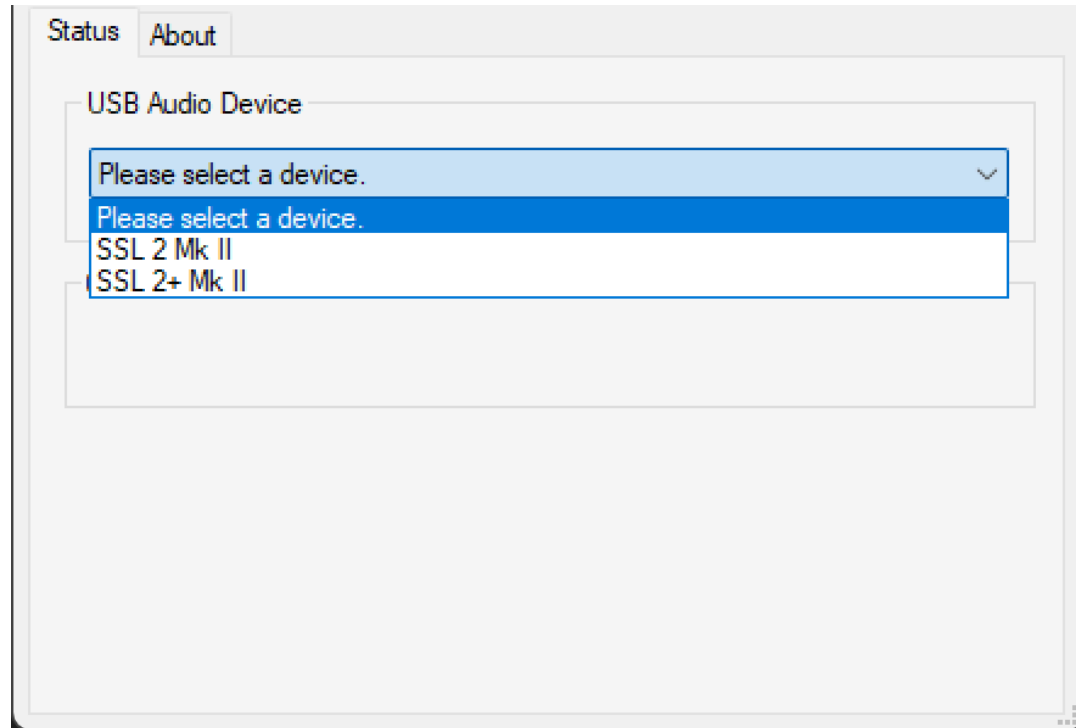 Status
About
USB Audio Device
Please select a device.
Please select a device.
SSL 2 Mk II
SSL 2+ Mk II